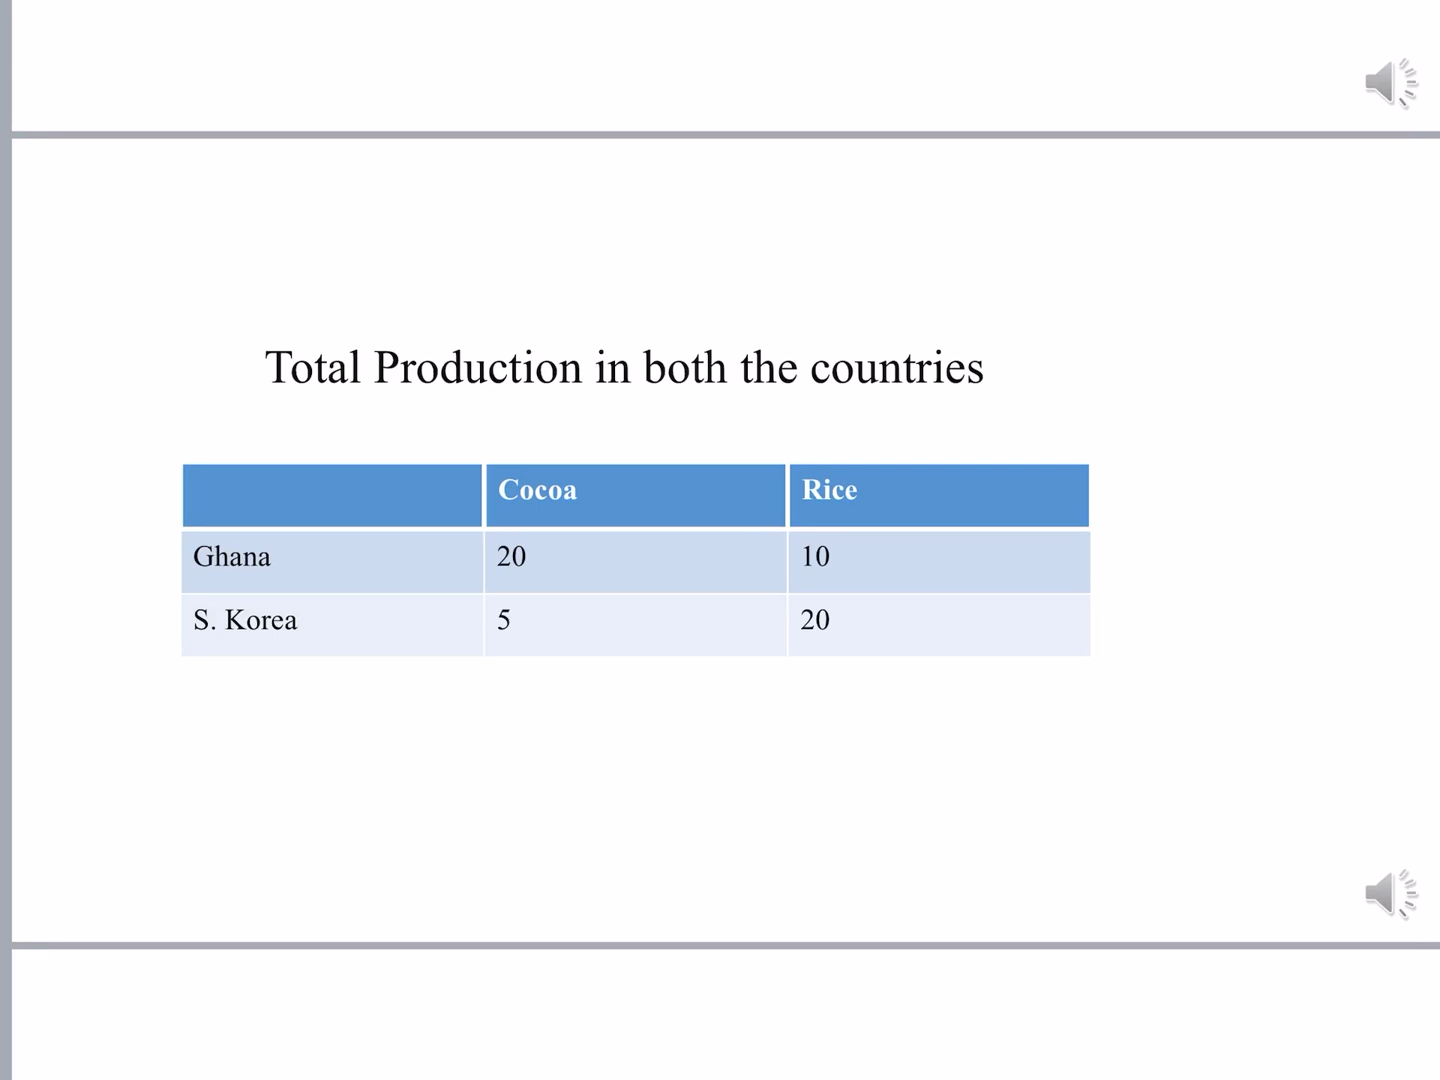 Total Production in both the countries
Cocoa Rice
Ghana 20 10
S. Korea 5 20